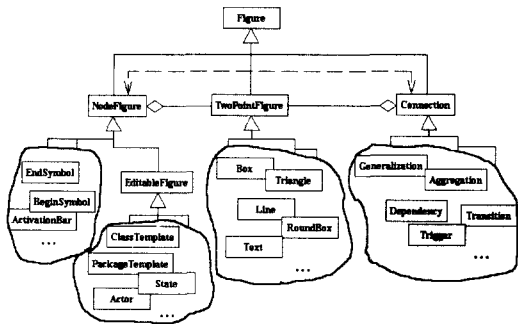 Figure
NodeFigure
TwoPointFigure
Connection
EndSymbol
BeginSymbol
ActivationBar
...
EditableFigure
ClassTemplate
PackageTemplate
State
Actor
...
Box
Triangle
Line
RoundBox
Text
...
Generalization
Aggregation
Dependency
Transition
Trigger
...